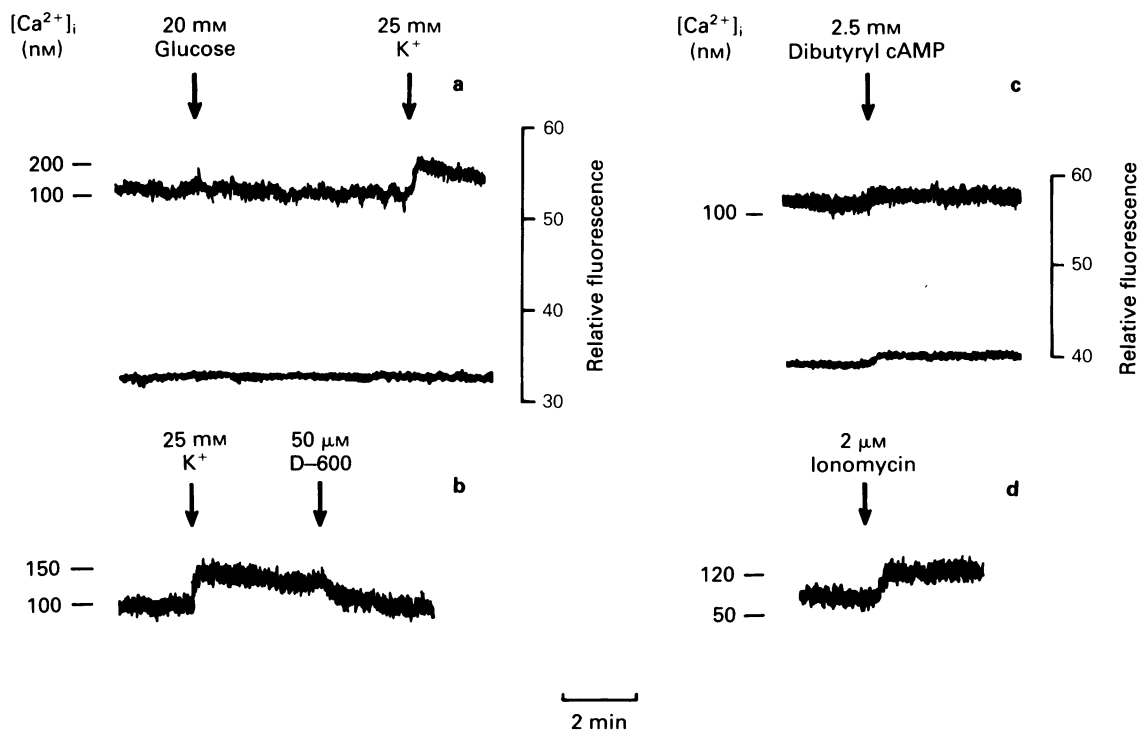 [Ca²⁺]ᵢ
(nM)
20 mM
Glucose
25 mM
K⁺
a
200
100
60
50
40
30
Relative fluorescence
25 mM
K⁺
50 μM
D–600
b
150
100
[Ca²⁺]ᵢ
(nM)
2.5 mM
Dibutyryl cAMP
c
100
60
50
40
Relative fluorescence
2 μM
Ionomycin
d
120
50
2 min